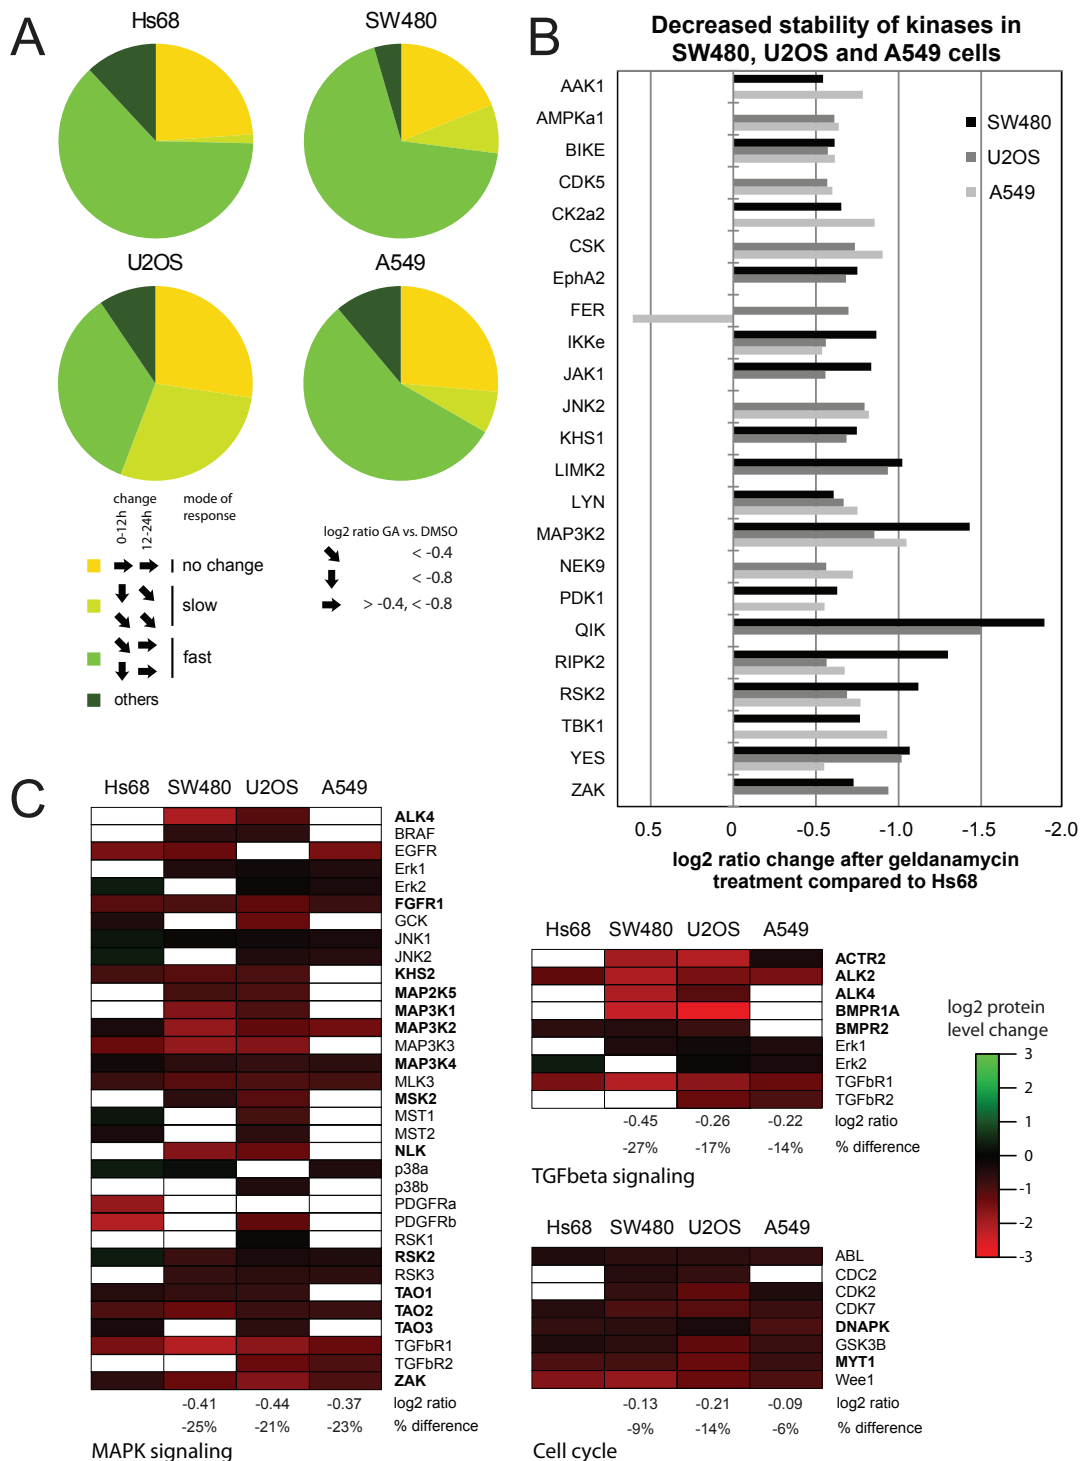 A
Hs68
SW480
U2OS
A549
change
mode of
response
0-12h
12-24h
no change
slow
fast
others
log2 ratio GA vs. DMSO
< -0.4
< -0.8
> -0.4, < -0.8
B
Decreased stability of kinases in
SW480, U2OS and A549 cells
AAK1
AMPKa1
BIKE
CDK5
CK2a2
CSK
EphA2
FER
IKKe
JAK1
JNK2
KHS1
LIMK2
LYN
MAP3K2
NEK9
PDK1
QIK
RIPK2
RSK2
TBK1
YES
ZAK
SW480
U2OS
A549
0.5 0 -0.5 -1.0 -1.5 -2.0
log2 ratio change after geldanamycin
treatment compared to Hs68
C
Hs68 SW480 U2OS A549
ALK4
BRAF
EGFR
Erk1
Erk2
FGFR1
GCK
JNK1
JNK2
KHS2
MAP2K5
MAP3K1
MAP3K2
MAP3K3
MAP3K4
MLK3
MSK2
MST1
MST2
NLK
p38a
p38b
PDGFRa
PDGFRb
RSK1
RSK2
RSK3
TAO1
TAO2
TAO3
TGFbR1
TGFbR2
ZAK
-0.41 -0.44 -0.37 log2 ratio
-25% -21% -23% % difference
MAPK signaling
Hs68 SW480 U2OS A549
ACTR2
ALK2
ALK4
BMPR1A
BMPR2
Erk1
Erk2
TGFbR1
TGFbR2
-0.45 -0.26 -0.22 log2 ratio
-27% -17% -14% % difference
TGFbeta signaling
log2 protein
level change
3
2
1
0
-1
-2
-3
Hs68 SW480 U2OS A549
ABL
CDC2
CDK2
CDK7
DNAPK
GSK3B
MYT1
Wee1
-0.13 -0.21 -0.09 log2 ratio
-9% -14% -6% % difference
Cell cycle